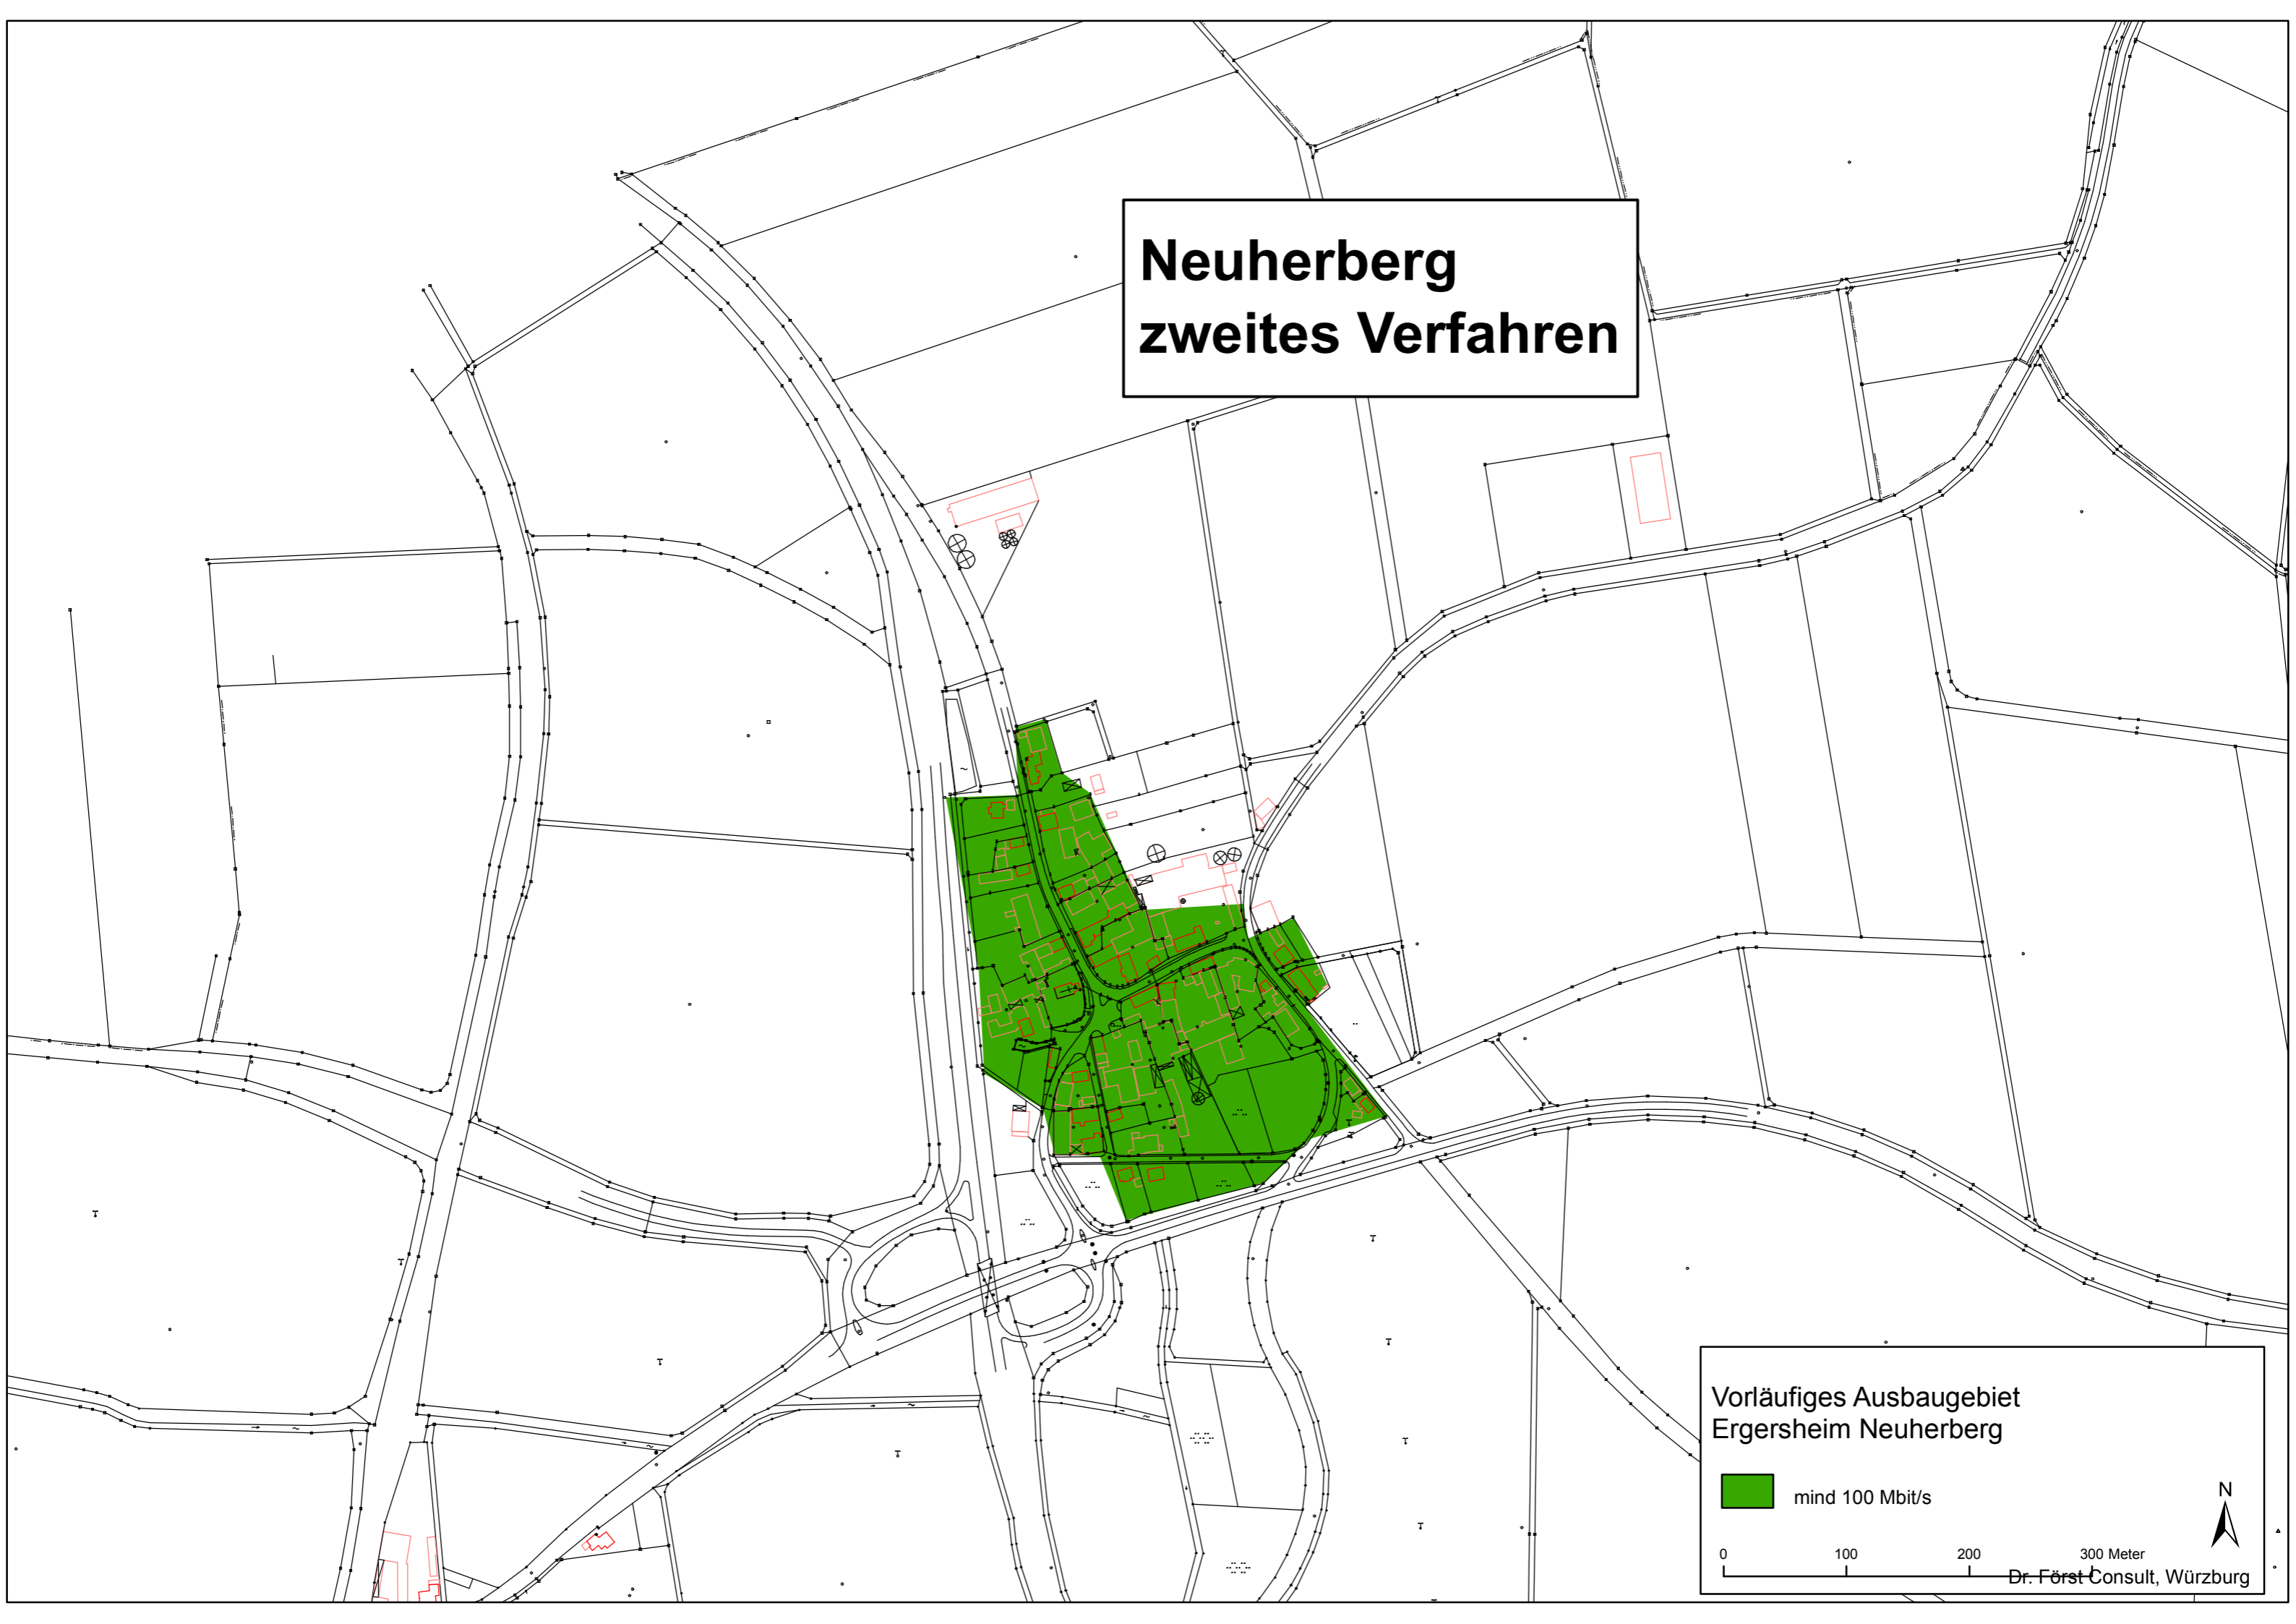 Neuherberg
zweites Verfahren
Vorläufiges Ausbaugebiet
Ergersheim Neuherberg
mind 100 Mbit/s
N
0 100 200 300 Meter
Dr. Först Consult, Würzburg